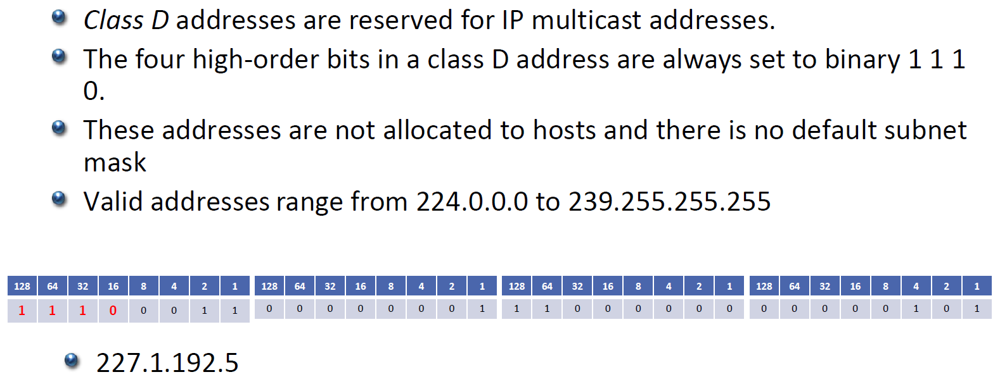 Class D addresses are reserved for IP multicast addresses.
The four high-order bits in a class D address are always set to binary 1 1 1
0.
These addresses are not allocated to hosts and there is no default subnet
mask
Valid addresses range from 224.0.0.0 to 239.255.255.255
128 64 32 16 8 4 2 1 128 64 32 16 8 4 2 1 128 64 32 16 8 4 2 1 128 64 32 16 8 4 2 1
1 1 1 0 0 0 1 1 0 0 0 0 0 0 0 1 1 1 0 0 0 0 0 0 0 0 0 0 0 1 0 1
227.1.192.5